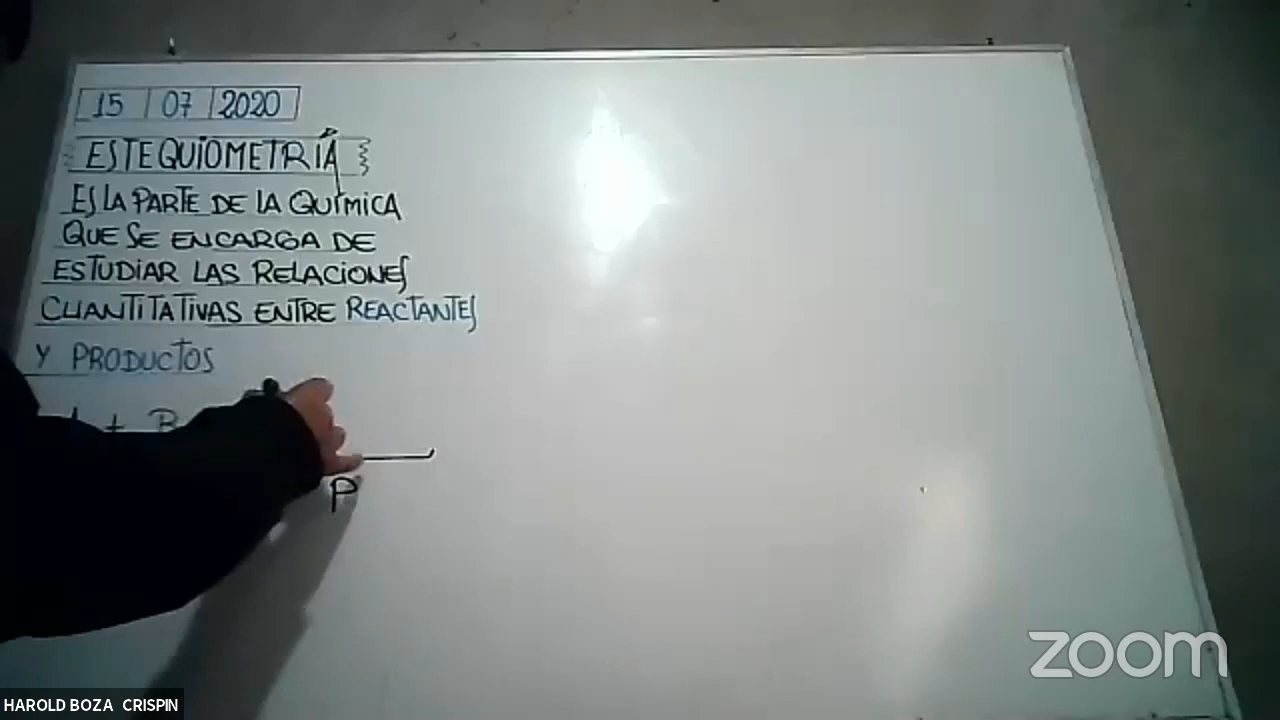 15 07 2020
ESTEQUIOMETRÍA
ES LA PARTE DE LA QUÍMICA
QUE SE ENCARGA DE
ESTUDIAR LAS RELACIONES
CUANTITATIVAS ENTRE REACTANTES
Y PRODUCTOS
+ B
P
zoom
HAROLD BOZA CRISPIN